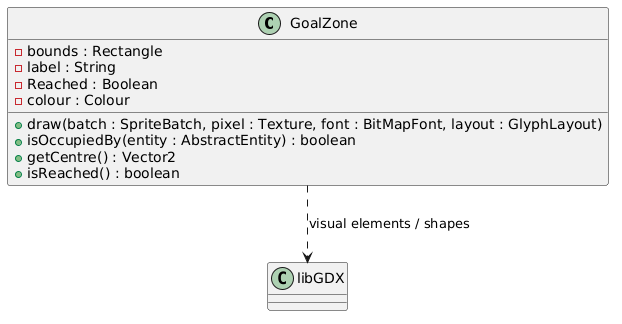 C GoalZone
bounds : Rectangle
label : String
Reached : Boolean
colour : Colour
draw(batch : SpriteBatch, pixel : Texture, font : BitMapFont, layout : GlyphLayout)
isOccupiedBy(entity : AbstractEntity) : boolean
getCentre() : Vector2
isReached() : boolean
visual elements / shapes
C libGDX